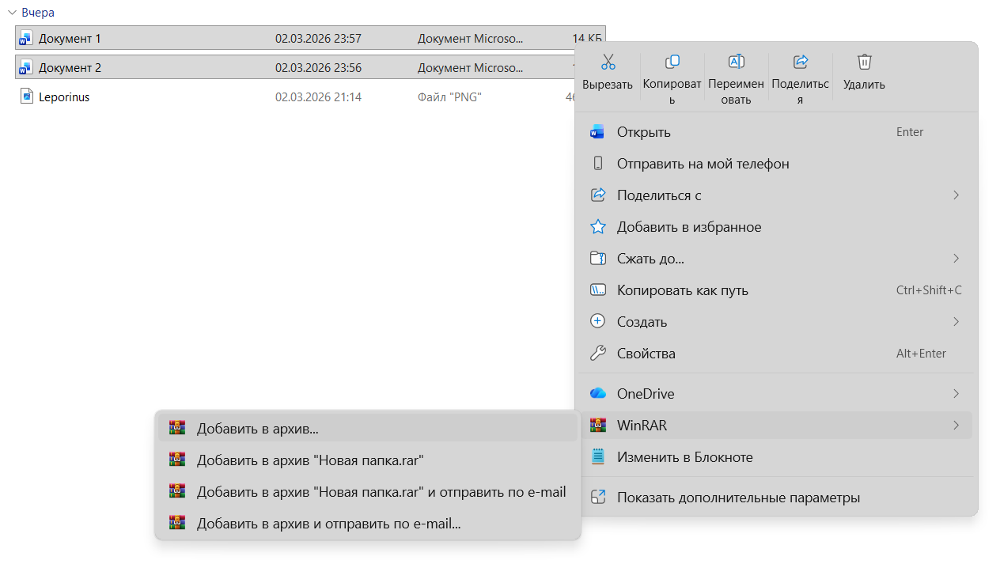 Вчера
Документ 1 02.03.2026 23:57 Документ Microso... 14 КБ
Документ 2 02.03.2026 23:56 Документ Microso...
Leporinus 02.03.2026 21:14 Файл "PNG"
Вырезать
Копировать
Переименовать
Поделиться
Удалить
Открыть Enter
Отправить на мой телефон
Поделиться с
Добавить в избранное
Сжать до...
Копировать как путь Ctrl+Shift+C
Создать
Свойства Alt+Enter
OneDrive
WinRAR
Изменить в Блокноте
Показать дополнительные параметры
Добавить в архив...
Добавить в архив "Новая папка.rar"
Добавить в архив "Новая папка.rar" и отправить по e-mail
Добавить в архив и отправить по e-mail...